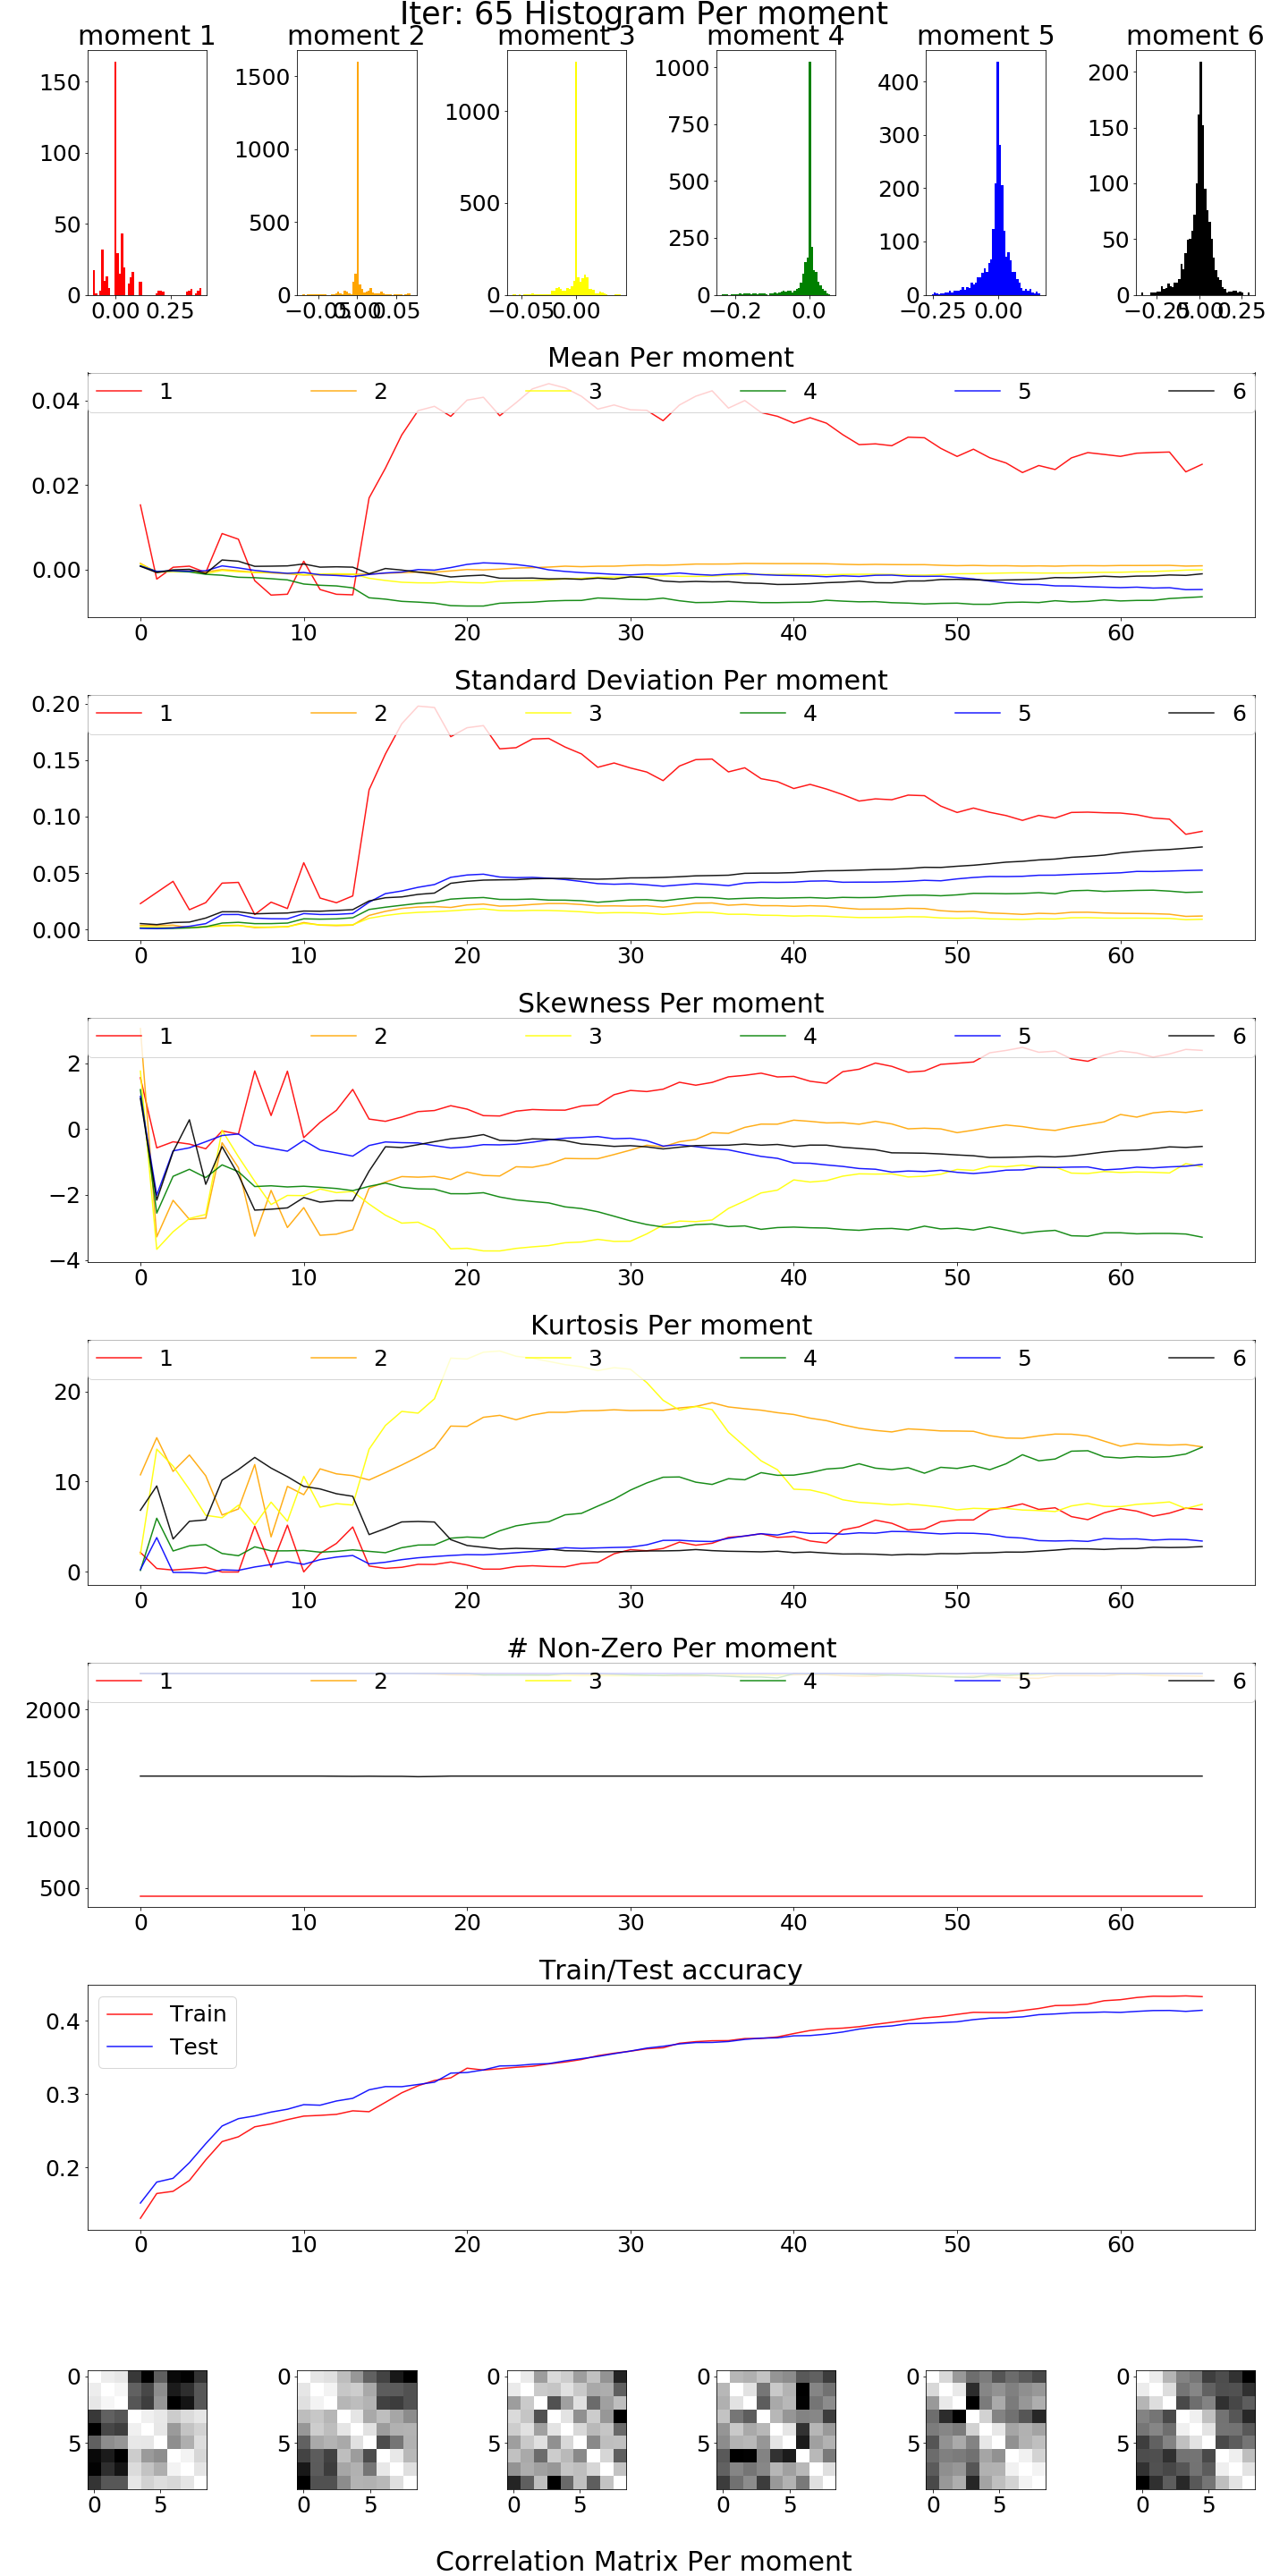 Iter: 65 Histogram Per moment
moment 1 moment 2 moment 3 moment 4 moment 5 moment 6
150 100 50 0
0.00 0.25
1500 1000 500 0
−0.05 0.00 0.05
1000 500 0
−0.05 0.00
1000 750 500 250 0
−0.2 0.0
400 300 200 100 0
−0.25 0.00
200 150 100 50 0
−0.25 0.00 0.25
Mean Per moment
1 2 3 4 5 6
0.04
0.02
0.00
0 10 20 30 40 50 60
Standard Deviation Per moment
0.20
1 2 3 4 5 6
0.15
0.10
0.05
0.00
0 10 20 30 40 50 60
Skewness Per moment
1 2 3 4 5 6
2
0
−2
−4
0 10 20 30 40 50 60
Kurtosis Per moment
1 2 3 4 5 6
20
10
0
0 10 20 30 40 50 60
# Non-Zero Per moment
1 2 3 4 5 6
2000
1500
1000
500
0 10 20 30 40 50 60
Train/Test accuracy
Train
Test
0.4
0.3
0.2
0 10 20 30 40 50 60
0 0 0 0 0 0
5 5 5 5 5 5
0 5 0 5 0 5 0 5 0 5 0 5
Correlation Matrix Per moment